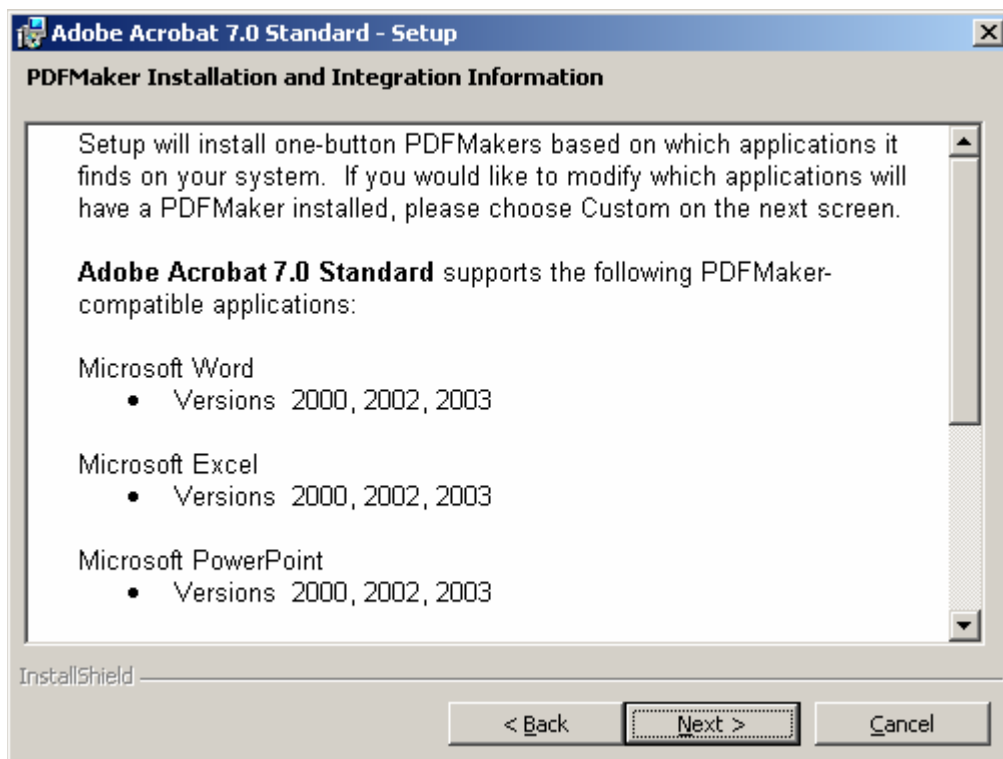 Adobe Acrobat 7.0 Standard - Setup
PDFMaker Installation and Integration Information
Setup will install one-button PDFMakers based on which applications it
finds on your system.  If you would like to modify which applications will
have a PDFMaker installed, please choose Custom on the next screen.
Adobe Acrobat 7.0 Standard supports the following PDFMaker-
compatible applications:
Microsoft Word
• Versions  2000, 2002, 2003
Microsoft Excel
• Versions  2000, 2002, 2003
Microsoft PowerPoint
• Versions  2000, 2002, 2003
InstallShield
< Back Next > Cancel